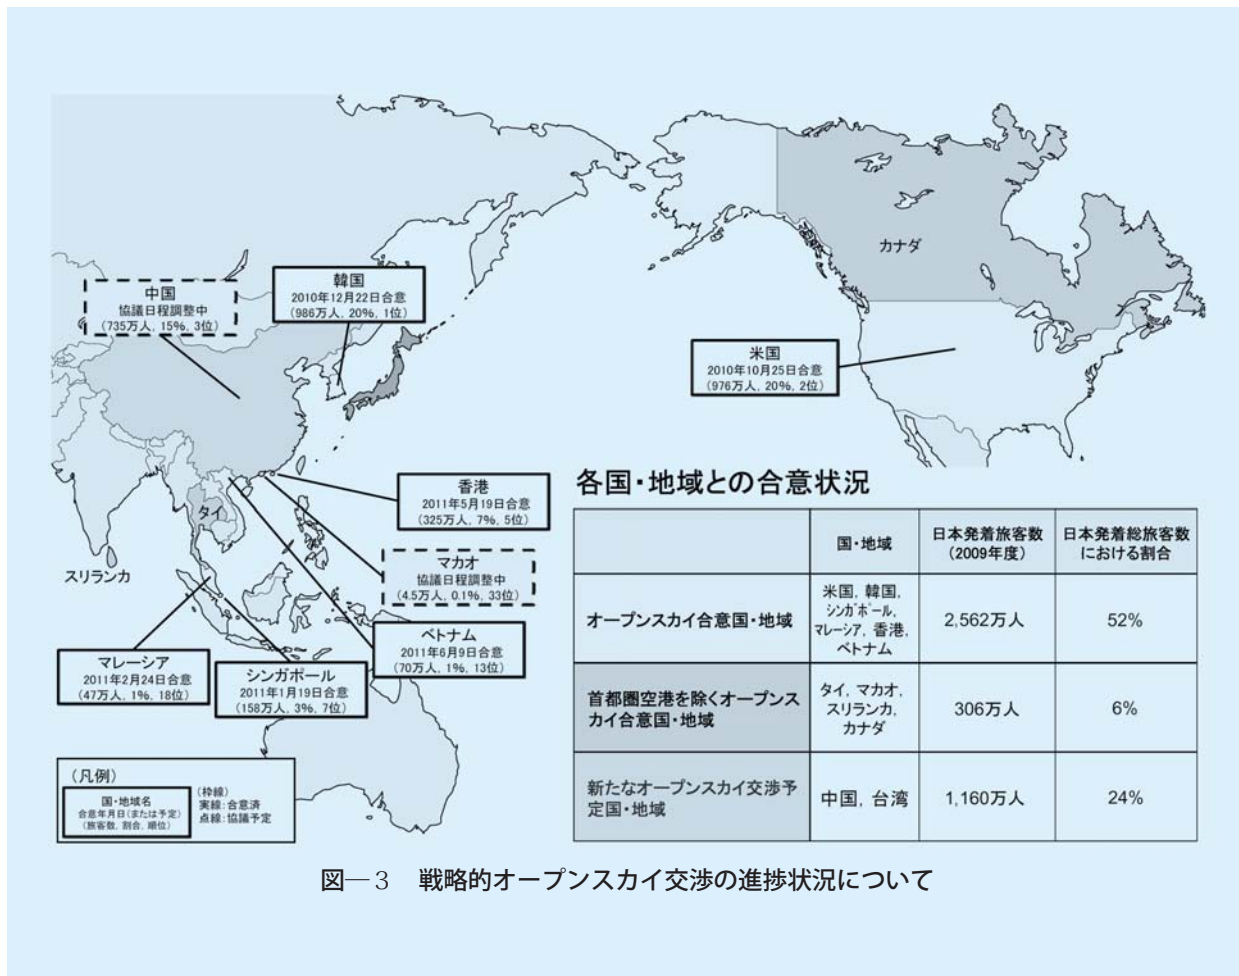 カナダ
中国
協議日程調整中
(735万人, 15%, 3位)
韓国
2010年12月22日合意
(986万人, 20%, 1位)
米国
2010年10月25日合意
(976万人, 20%, 2位)
香港
2011年5月19日合意
(325万人, 7%, 5位)
タイ
マカオ
協議日程調整中
(4.5万人, 0.1%, 33位)
スリランカ
ベトナム
2011年6月9日合意
(70万人, 1%, 13位)
マレーシア
2011年2月24日合意
(47万人, 1%, 18位)
シンガポール
2011年1月19日合意
(158万人, 3%, 7位)
(凡例)
国・地域名
合意年月日(または予定)
(旅客数, 割合, 順位)
(枠線)
実線:合意済
点線:協議予定
各国・地域との合意状況
国・地域
日本発着旅客数
(2009年度)
日本発着総旅客数
における割合
オープンスカイ合意国・地域
米国, 韓国,
シンガポール,
マレーシア, 香港,
ベトナム
2,562万人
52%
首都圏空港を除くオープンス
カイ合意国・地域
タイ, マカオ,
スリランカ,
カナダ
306万人
6%
新たなオープンスカイ交渉予
定国・地域
中国, 台湾
1,160万人
24%
図―3 戦略的オープンスカイ交渉の進捗状況について